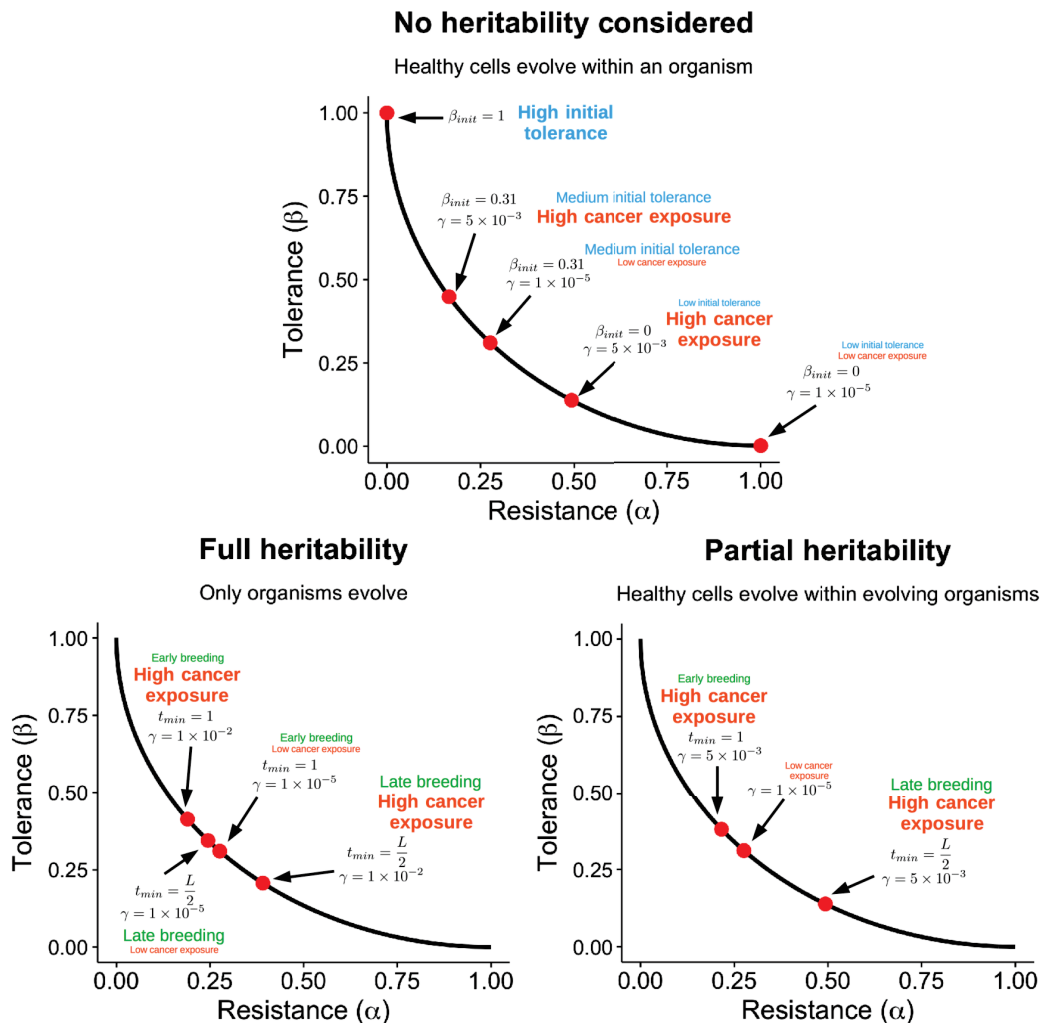 No heritability considered
Healthy cells evolve within an organism
Tolerance (β)
1.00
0.75
0.50
0.25
0.00
β_init = 1
High initial
tolerance
β_init = 0.31
γ = 5 × 10⁻³
Medium initial tolerance
High cancer exposure
Medium initial tolerance
Low cancer exposure
β_init = 0.31
γ = 1 × 10⁻⁵
Low initial tolerance
High cancer
exposure
β_init = 0
γ = 5 × 10⁻³
Low initial tolerance
Low cancer exposure
β_init = 0
γ = 1 × 10⁻⁵
0.00 0.25 0.50 0.75 1.00
Resistance (α)
Full heritability
Only organisms evolve
Tolerance (β)
1.00
0.75
0.50
0.25
0.00
Early breeding
High cancer
exposure
t_min = 1
γ = 1 × 10⁻²
Early breeding
Low cancer exposure
t_min = 1
γ = 1 × 10⁻⁵
Late breeding
High cancer
exposure
t_min = L/2
γ = 1 × 10⁻²
t_min = L/2
γ = 1 × 10⁻⁵
Late breeding
Low cancer exposure
0.00 0.25 0.50 0.75 1.00
Resistance (α)
Partial heritability
Healthy cells evolve within evolving organisms
Tolerance (β)
1.00
0.75
0.50
0.25
0.00
Early breeding
High cancer
exposure
t_min = 1
γ = 5 × 10⁻³
Low cancer
exposure
γ = 1 × 10⁻⁵
Late breeding
High cancer
exposure
t_min = L/2
γ = 5 × 10⁻³
0.00 0.25 0.50 0.75 1.00
Resistance (α)